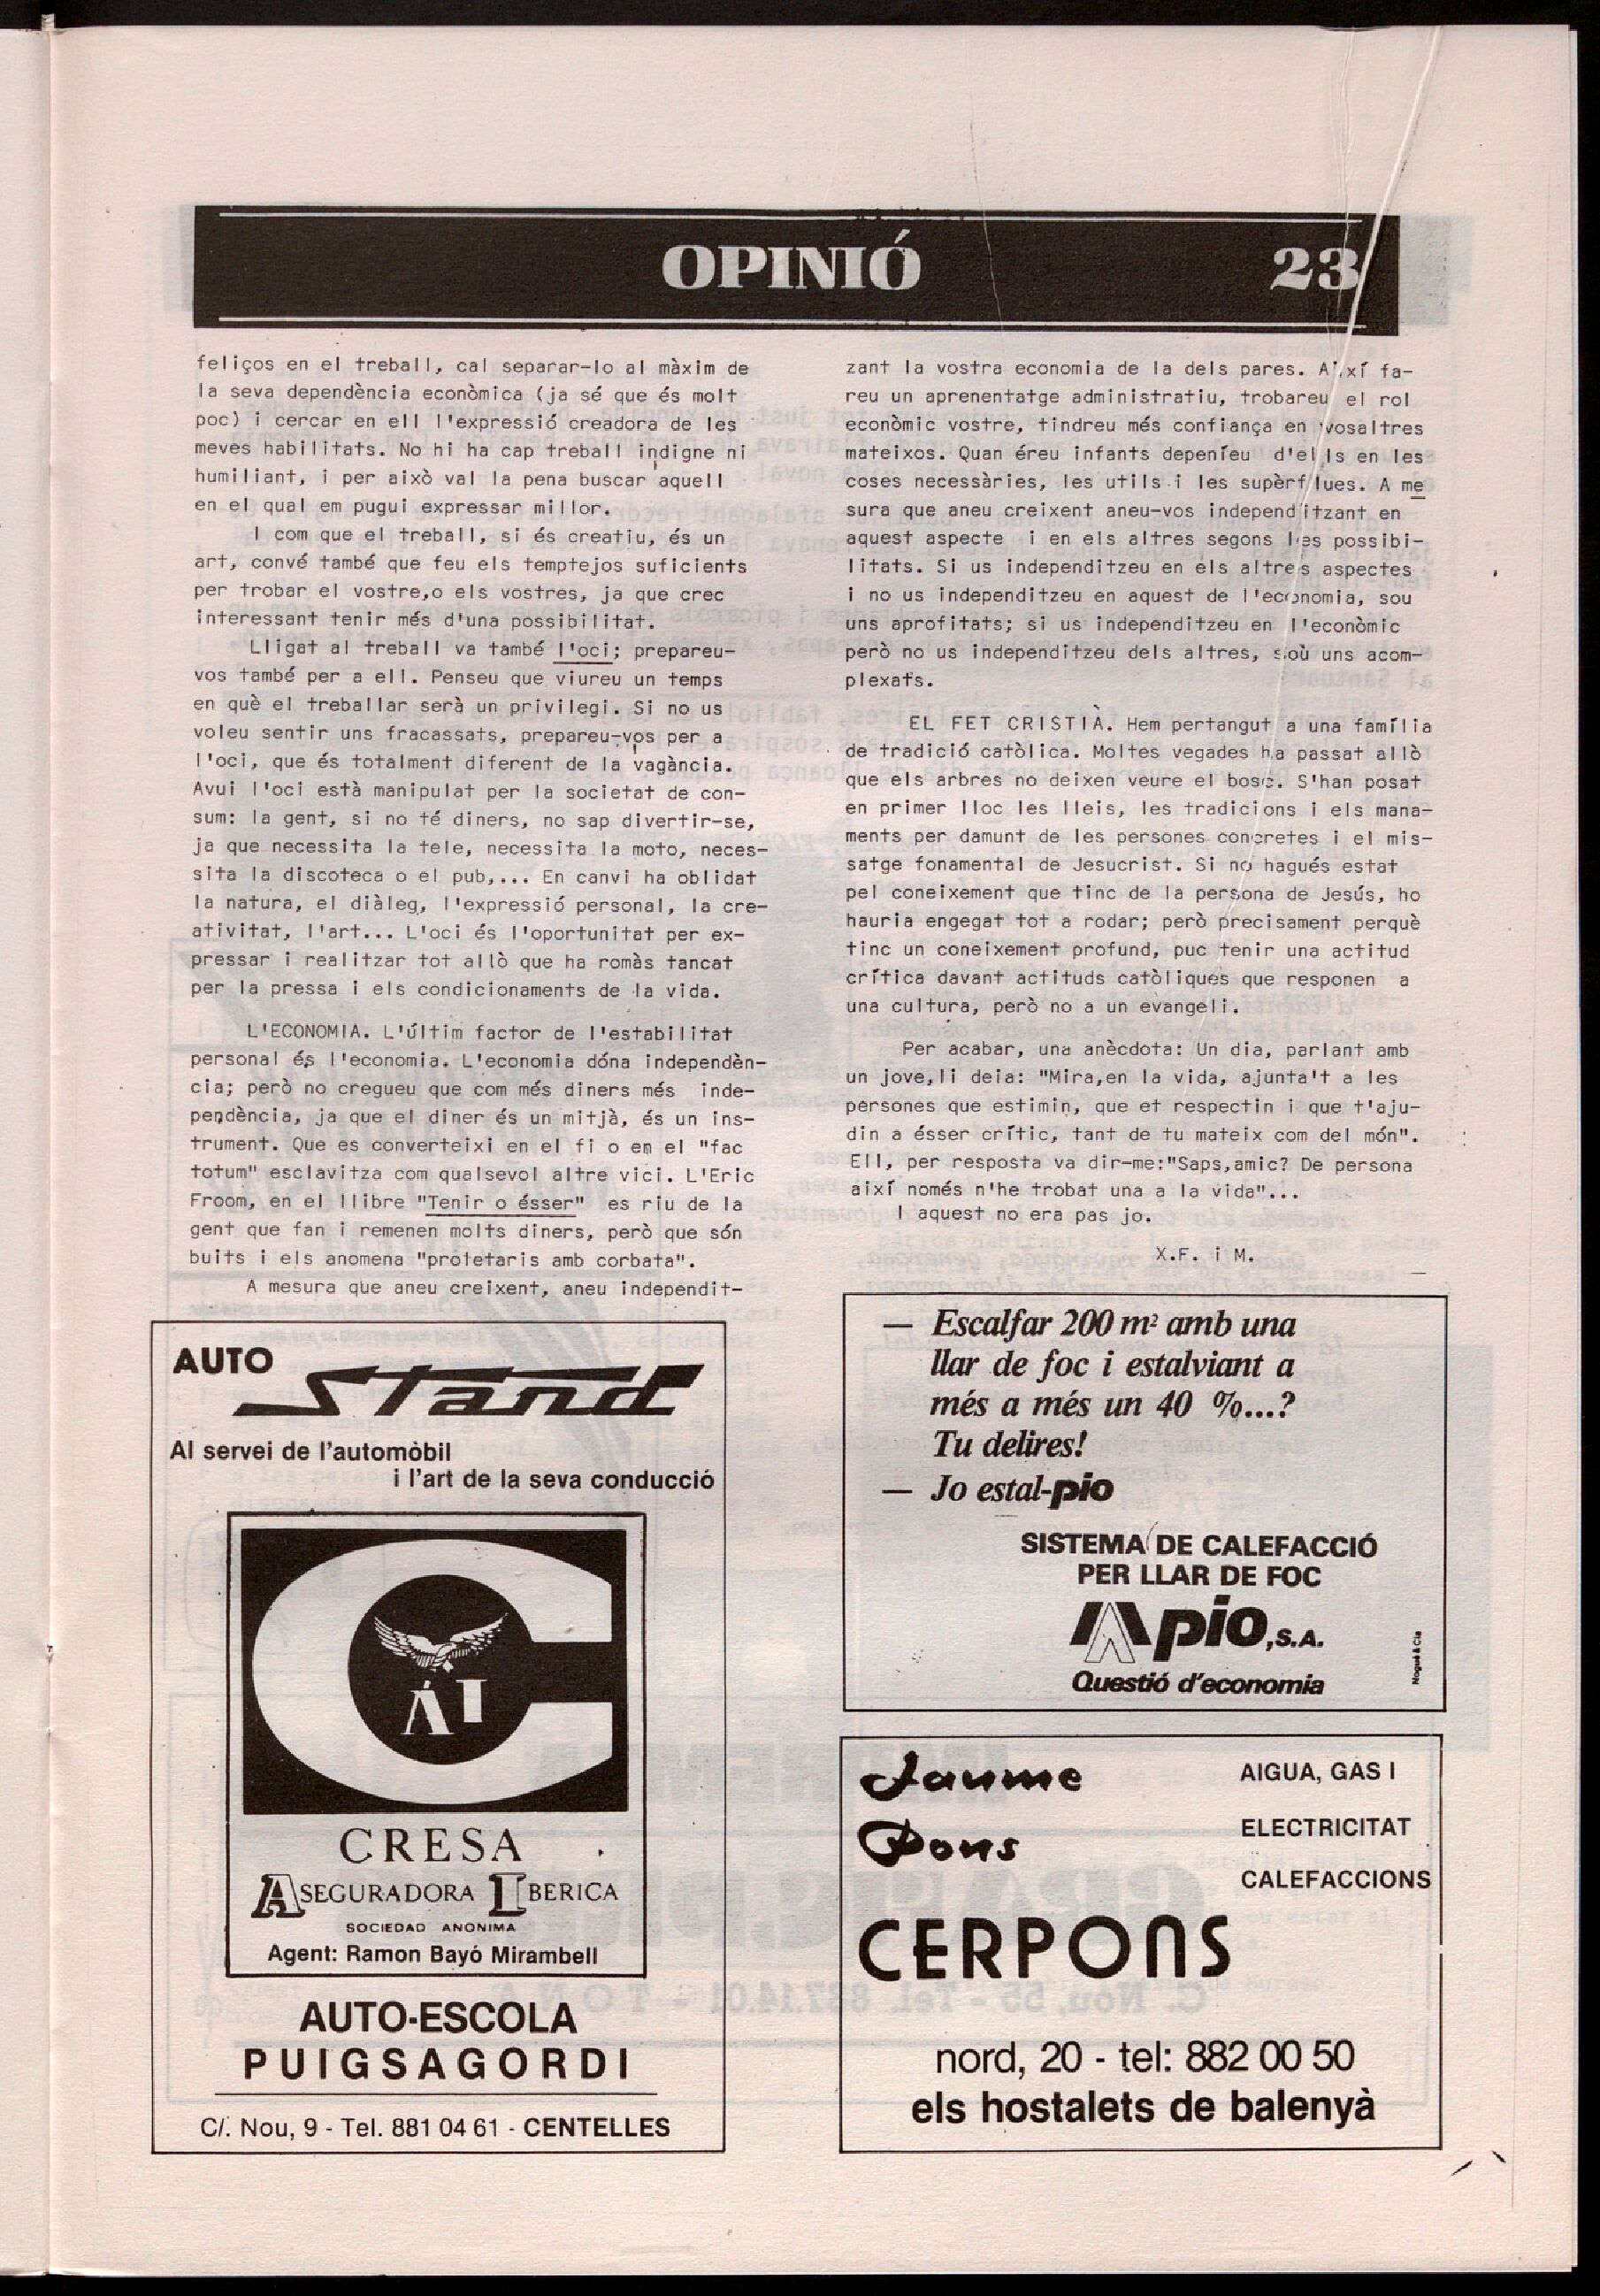 OPINIÓ 23
feliços en el treball, cal separar-lo al màxim de
la seva dependència econòmica (ja sé que és molt
poc) i cercar en ell l'expressió creadora de les
meves habilitats. No hi ha cap treball indigne ni
humiliant, i per això val la pena buscar aquell
en el qual em pugui expressar millor.
I com que el treball, si és creatiu, és un
art, convé també que feu els temptejos suficients
per trobar el vostre,o els vostres, ja que crec
interessant tenir més d'una possibilitat.
Lligat al treball va també l'oci; prepareu-
vos també per a ell. Penseu que viureu un temps
en què el treballar serà un privilegi. Si no us
voleu sentir uns fracassats, prepareu-vos per a
l'oci, que és totalment diferent de la vagància.
Avui l'oci està manipulat per la societat de con-
sum: la gent, si no té diners, no sap divertir-se,
ja que necessita la tele, necessita la moto, neces-
sita la discoteca o el pub,... En canvi ha oblidat
la natura, el diàleg, l'expressió personal, la cre-
ativitat, l'art... L'oci és l'oportunitat per ex-
pressar i realitzar tot allò que ha romàs tancat
per la pressa i els condicionaments de la vida.
L'ECONOMIA. L'últim factor de l'estabilitat
personal és l'economia. L'economia dóna independèn-
cia; però no cregueu que com més diners més inde-
pendència, ja que el diner és un mitjà, és un ins-
trument. Que es converteixi en el fi o en el "fac
totum" esclavitza com qualsevol altre vici. L'Eric
Froom, en el llibre "Tenir o ésser" es riu de la
gent que fan i remenen molts diners, però que són
buits i els anomena "proletaris amb corbata".
A mesura que aneu creixent, aneu independit-
zant la vostra economia de la dels pares. Així fa-
reu un aprenentatge administratiu, trobareu el rol
econòmic vostre, tindreu més confiança en vosaltres
mateixos. Quan éreu infants depeníeu d'ells en les
coses necessàries, les utils i les supèrflues. A me
sura que aneu creixent aneu-vos independitzant en
aquest aspecte i en els altres segons les possibi-
litats. Si us independitzeu en els altres aspectes
i no us independitzeu en aquest de l'economia, sou
uns aprofitats; si us independitzeu en l'econòmic
però no us independitzeu dels altres, sou uns acom-
plexats.
EL FET CRISTIÀ. Hem pertangut a una família
de tradició catòlica. Moltes vegades ha passat allò
que els arbres no deixen veure el bosc. S'han posat
en primer lloc les lleis, les tradicions i els mana-
ments per damunt de les persones concretes i el mis-
satge fonamental de Jesucrist. Si no hagués estat
pel coneixement que tinc de la persona de Jesús, ho
hauria engegat tot a rodar; però precisament perquè
tinc un coneixement profund, puc tenir una actitud
crítica davant actituds catòliques que responen a
una cultura, però no a un evangeli.
Per acabar, una anècdota: Un dia, parlant amb
un jove,li deia: "Mira,en la vida, ajunta't a les
persones que estimin, que et respectin i que t'aju-
din a ésser crític, tant de tu mateix com del món".
Ell, per resposta va dir-me:"Saps,amic? De persona
així només n'he trobat una a la vida"...
I aquest no era pas jo.
X.F. i M.
AUTO Stand
Al servei de l'automòbil
i l'art de la seva conducció
AI
CRESA
ASEGURADORA IBERICA
SOCIEDAD ANONIMA
Agent: Ramon Bayó Mirambell
AUTO-ESCOLA
PUIGSAGORDI
C/. Nou, 9 - Tel. 881 04 61 - CENTELLES
— Escalfar 200 m² amb una
llar de foc i estalviant a
més a més un 40 %...?
Tu delires!
— Jo estal-pio
SISTEMA DE CALEFACCIÓ
PER LLAR DE FOC
pio,S.A.
Questió d'economia
Nogué & Cia
Jaume
Pons
AIGUA, GAS I
ELECTRICITAT
CALEFACCIONS
CERPONS
nord, 20 - tel: 882 00 50
els hostalets de balenyà